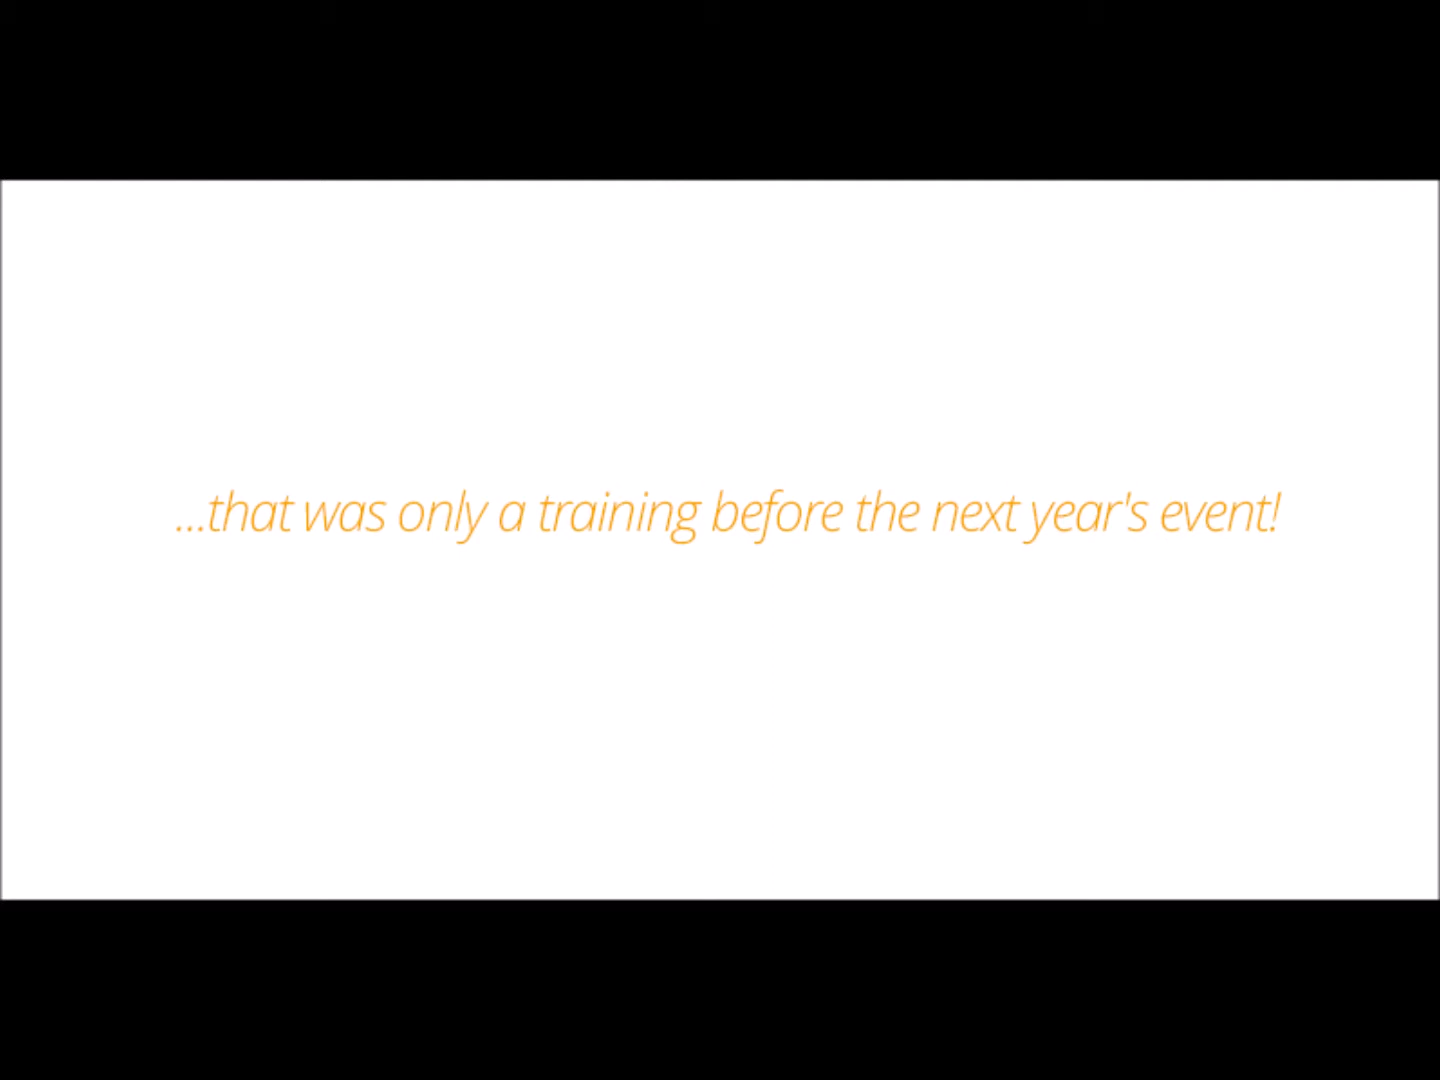 ...that was only a training before the next year's event!